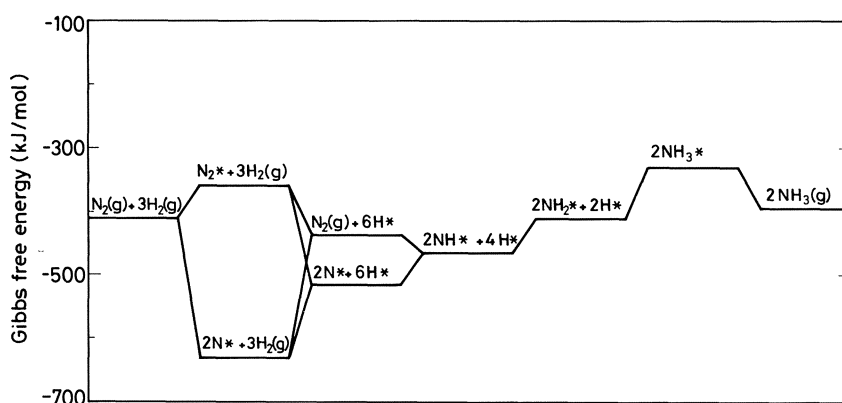 -100
-300
-500
-700
Gibbs free energy (kJ/mol)
N₂(g)+3H₂(g)
N₂*+3H₂(g)
2N*+3H₂(g)
N₂(g)+6H*
2N*+6H*
2NH*+4H*
2NH₂*+2H*
2NH₃*
2NH₃(g)